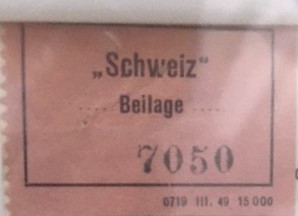 „Schweiz“
.... Beilage ....
7050
0719 III. 49 15 000